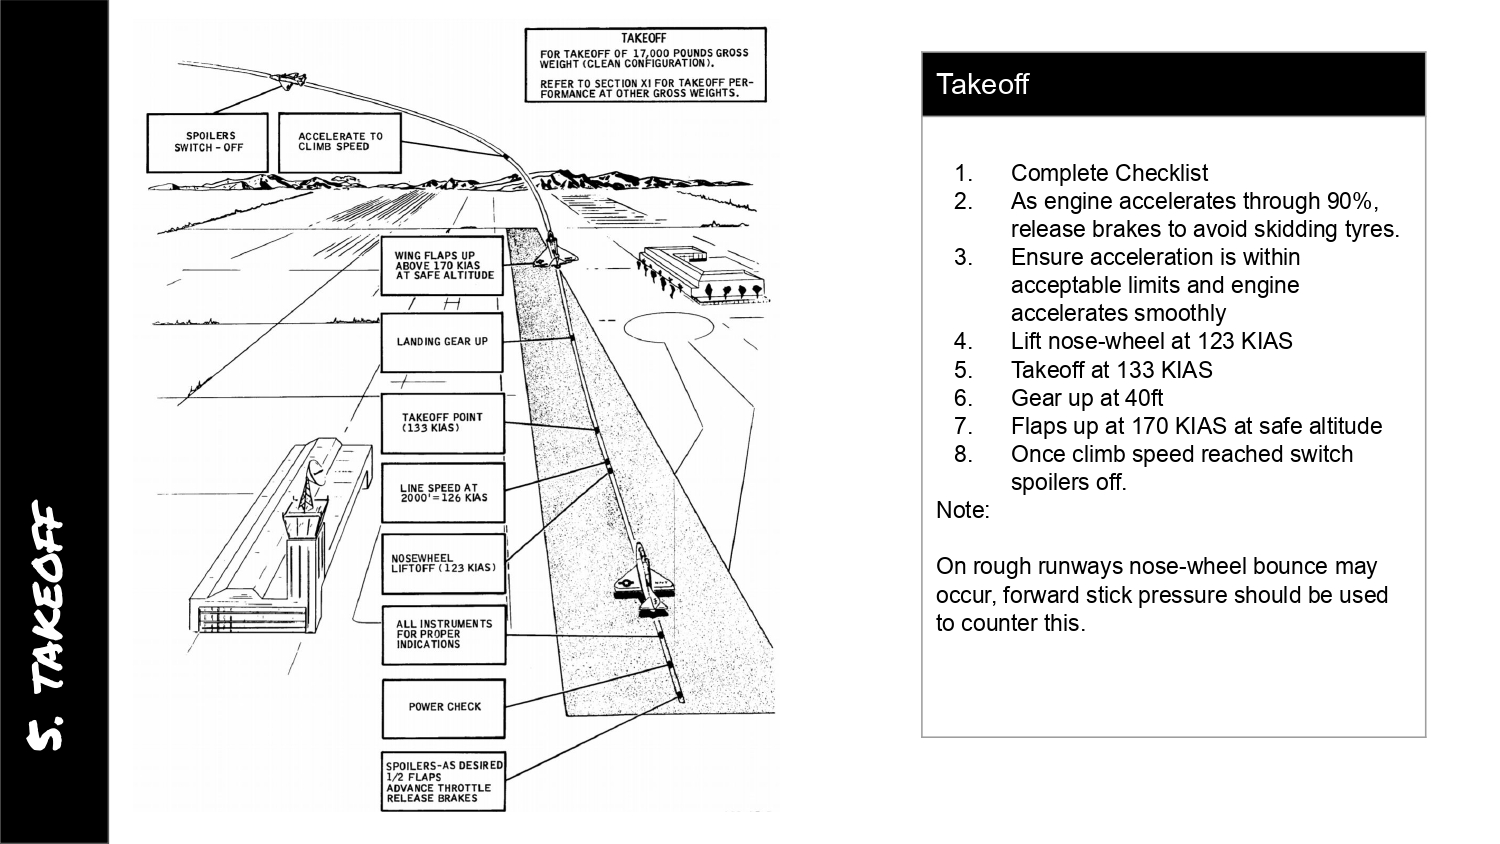 5. TAKEOFF
TAKEOFF
FOR TAKEOFF OF 17,000 POUNDS GROSS
WEIGHT (CLEAN CONFIGURATION).
REFER TO SECTION XI FOR TAKEOFF PER-
FORMANCE AT OTHER GROSS WEIGHTS.
SPOILERS
SWITCH - OFF
ACCELERATE TO
CLIMB SPEED
WING FLAPS UP
ABOVE 170 KIAS
AT SAFE ALTITUDE
LANDING GEAR UP
TAKEOFF POINT
(133 KIAS)
LINE SPEED AT
2000' = 126 KIAS
NOSEWHEEL
LIFTOFF (123 KIAS)
ALL INSTRUMENTS
FOR PROPER
INDICATIONS
POWER CHECK
SPOILERS-AS DESIRED
1/2 FLAPS
ADVANCE THROTTLE
RELEASE BRAKES
Takeoff
1. Complete Checklist
2. As engine accelerates through 90%,
release brakes to avoid skidding tyres.
3. Ensure acceleration is within
acceptable limits and engine
accelerates smoothly
4. Lift nose-wheel at 123 KIAS
5. Takeoff at 133 KIAS
6. Gear up at 40ft
7. Flaps up at 170 KIAS at safe altitude
8. Once climb speed reached switch
spoilers off.
Note:
On rough runways nose-wheel bounce may
occur, forward stick pressure should be used
to counter this.